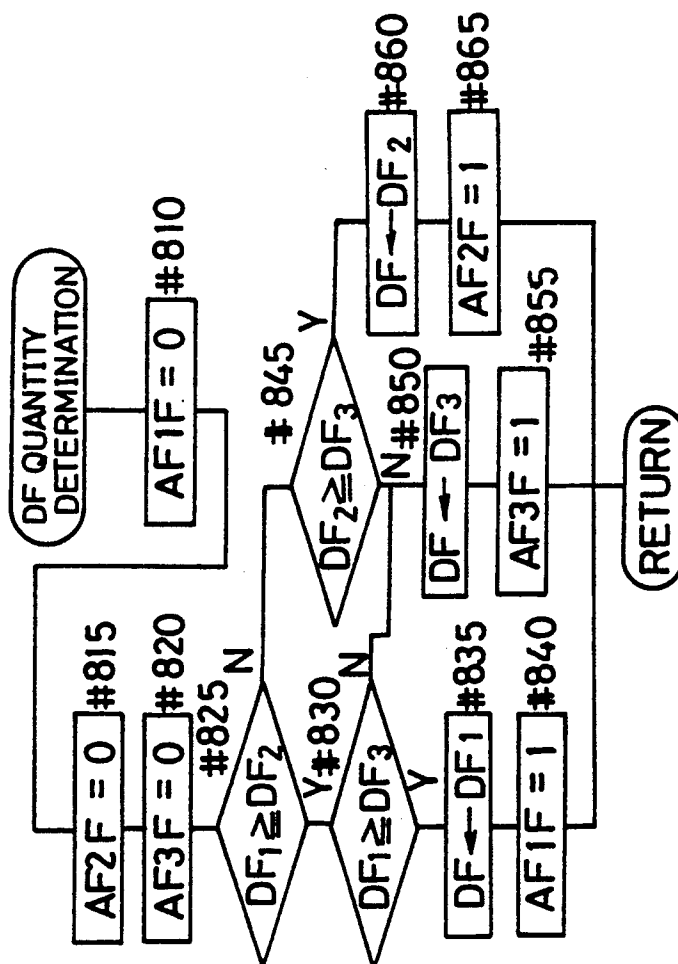 DF QUANTITY
DETERMINATION
AF1F = 0
#810
AF2F = 0
#815
AF3F = 0
#820
#825
DF₁≧DF₂
N
Y
#830
DF₁≧DF₃
N
Y
DF←DF1
#835
AF1F = 1
#840
# 845
DF₂≧DF₃
Y
N
#850
DF ← DF3
AF3F = 1
#855
DF←DF2
#860
AF2F = 1
#865
RETURN